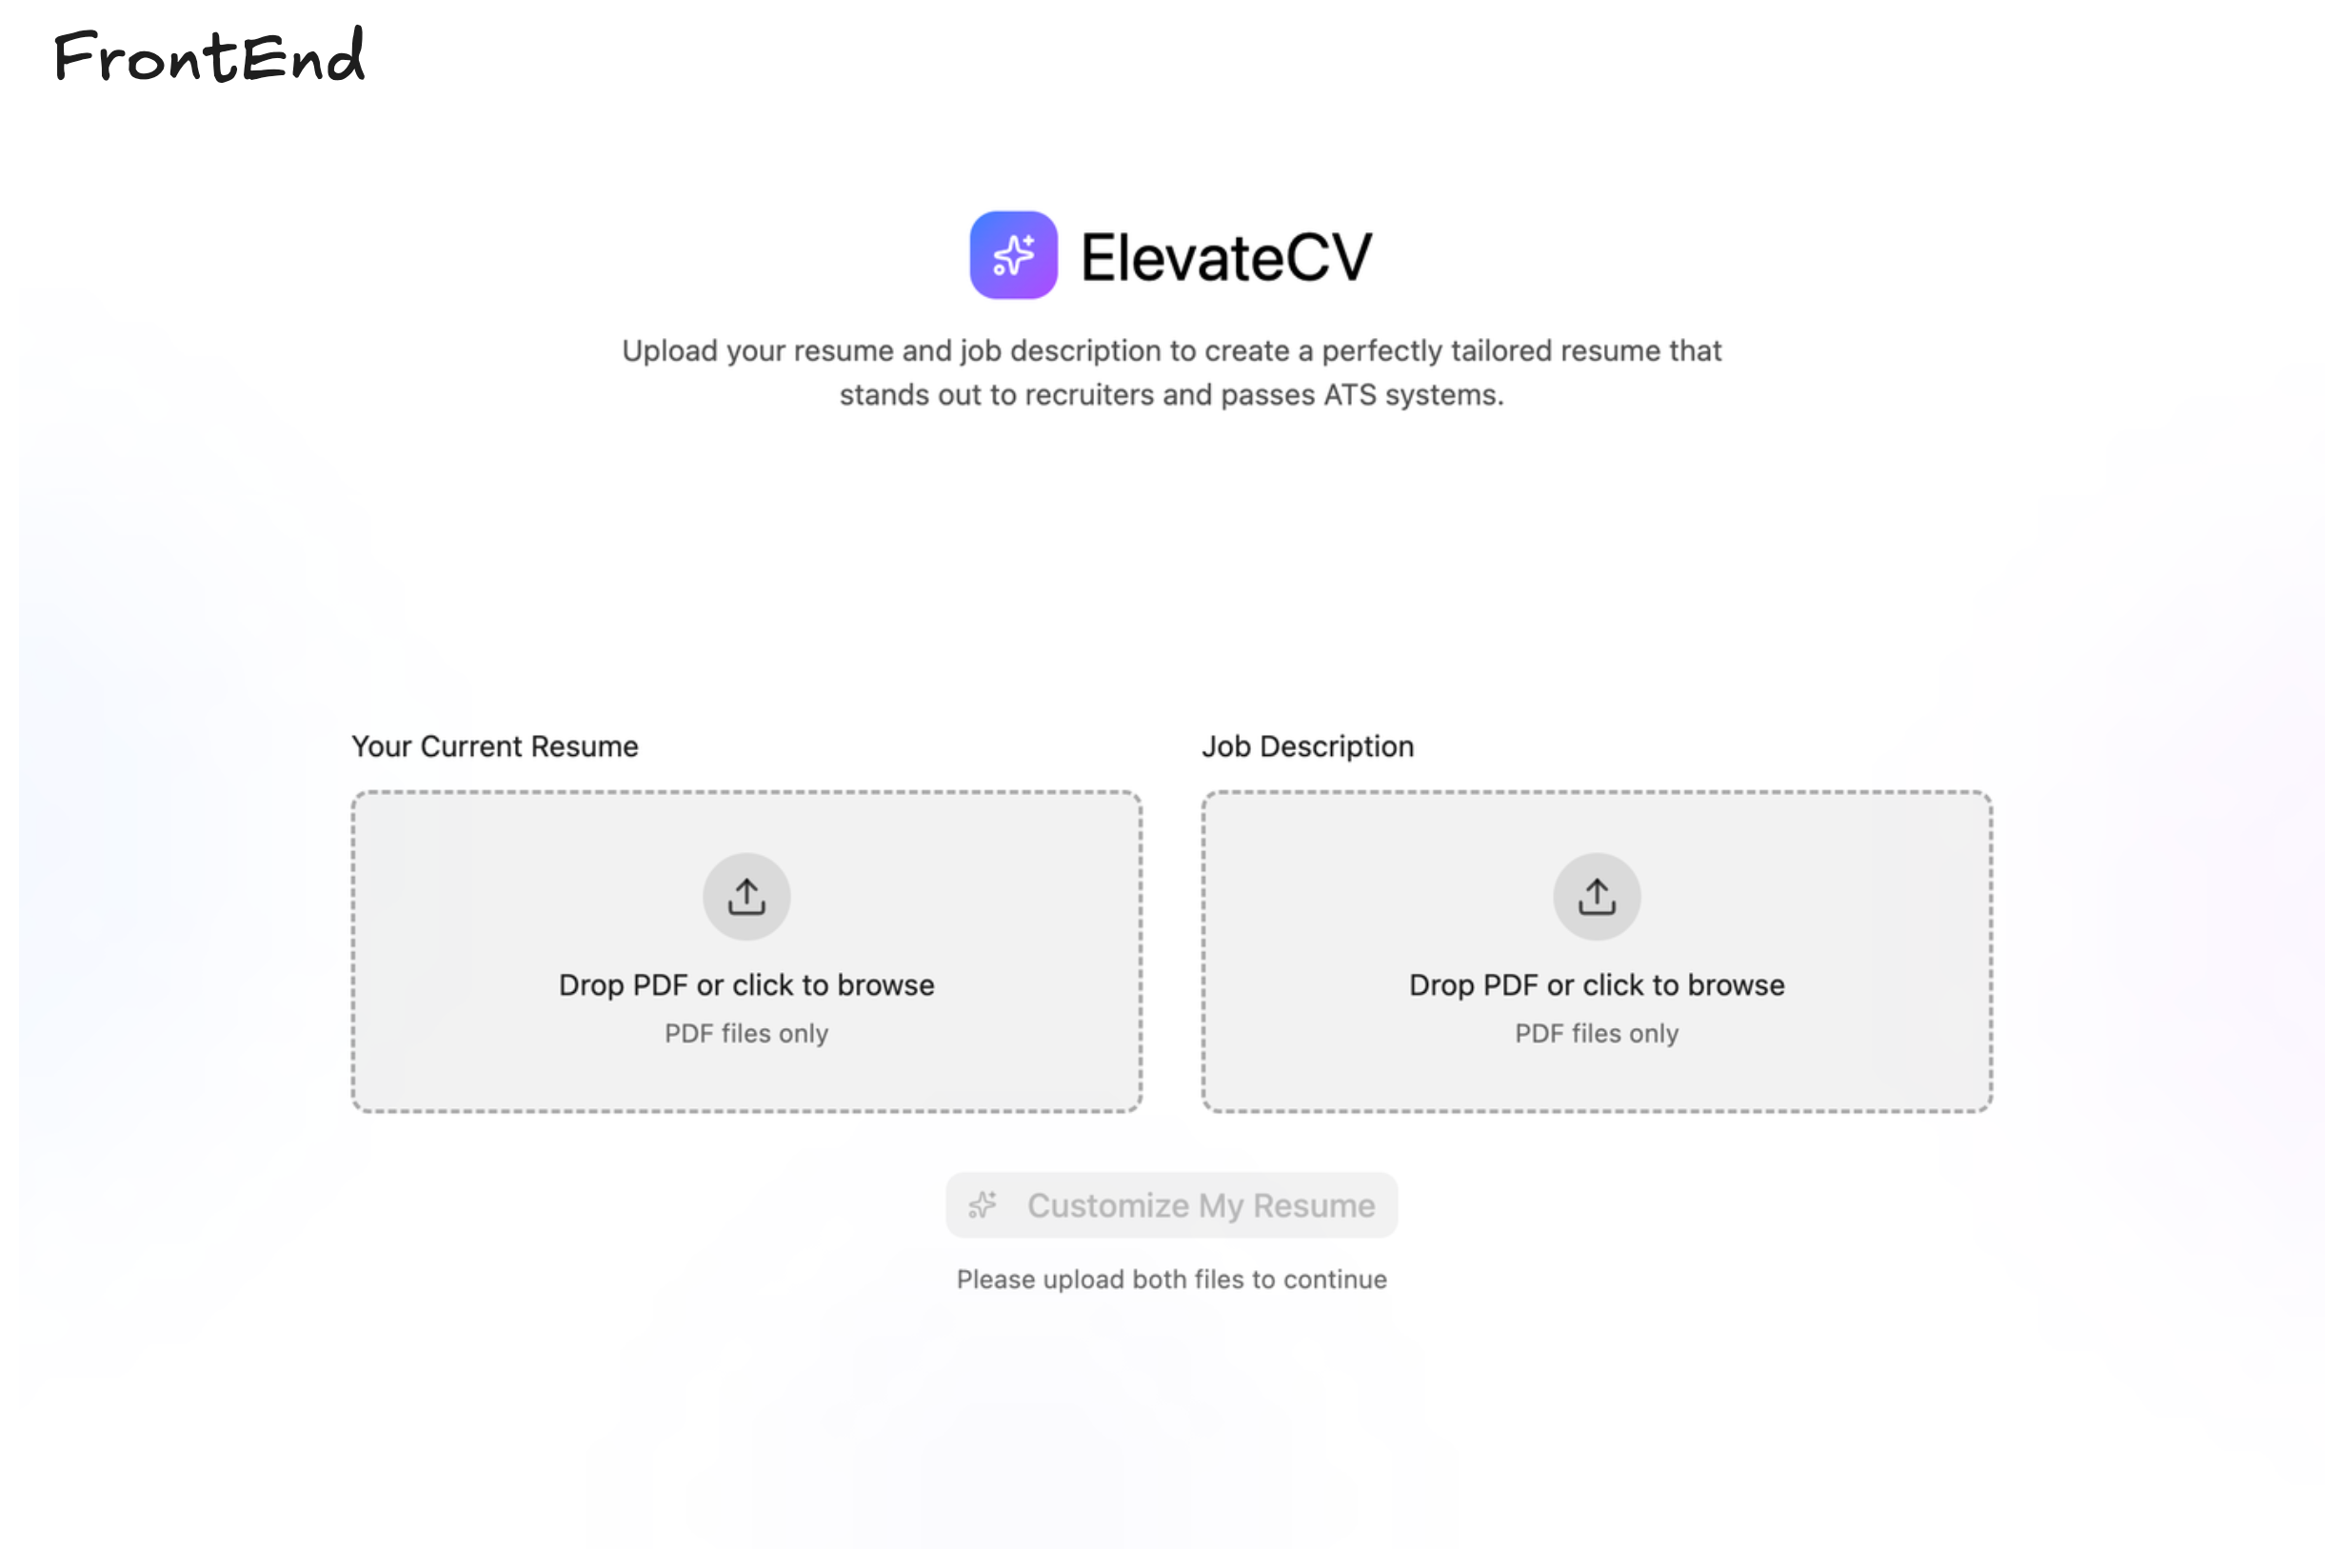 FrontEnd
ElevateCV
Upload your resume and job description to create a perfectly tailored resume that
stands out to recruiters and passes ATS systems.
Your Current Resume
Drop PDF or click to browse
PDF files only
Job Description
Drop PDF or click to browse
PDF files only
Customize My Resume
Please upload both files to continue